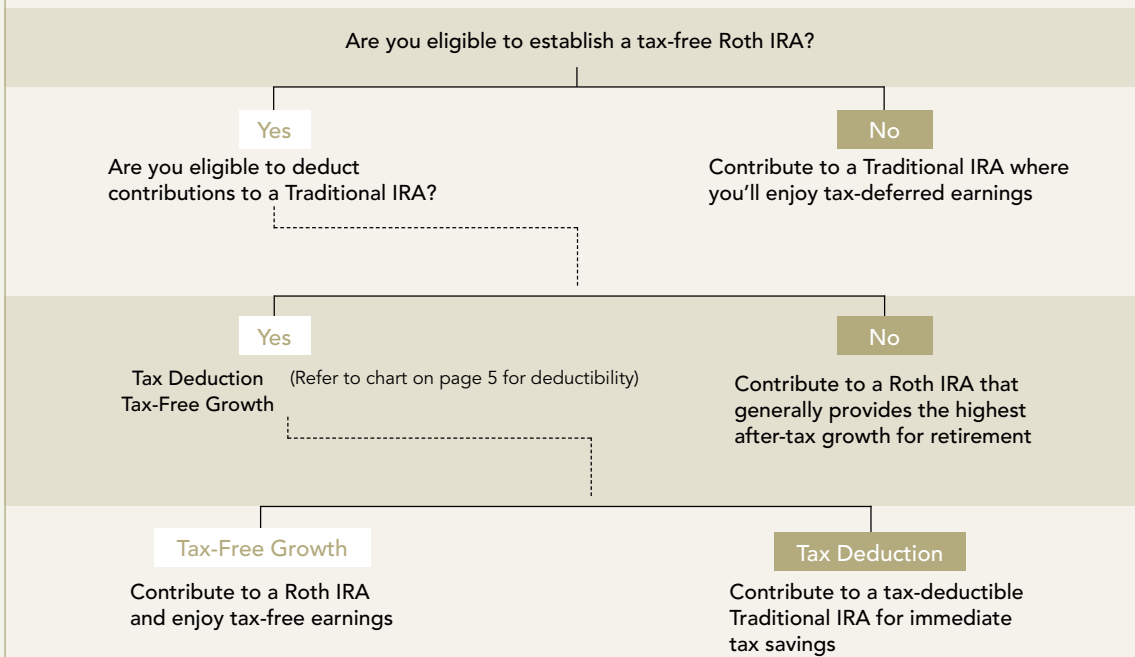 Are you eligible to establish a tax-free Roth IRA?
Yes
Are you eligible to deduct
contributions to a Traditional IRA?
No
Contribute to a Traditional IRA where
you'll enjoy tax-deferred earnings
Yes
Tax Deduction (Refer to chart on page 5 for deductibility)
Tax-Free Growth
No
Contribute to a Roth IRA that
generally provides the highest
after-tax growth for retirement
Tax-Free Growth
Contribute to a Roth IRA
and enjoy tax-free earnings
Tax Deduction
Contribute to a tax-deductible
Traditional IRA for immediate
tax savings